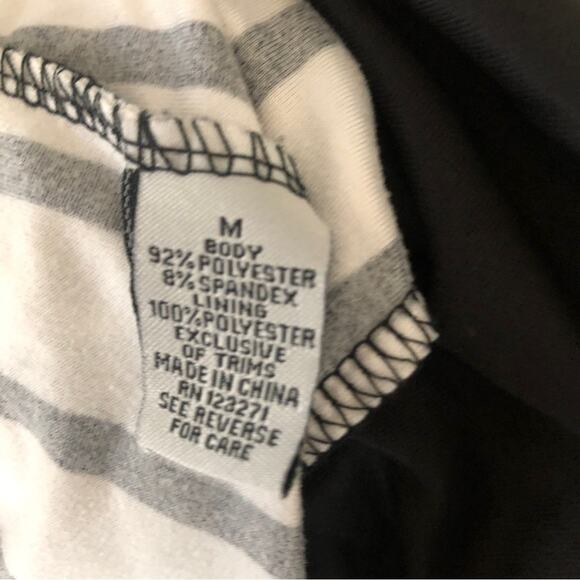 M
BODY
92% POLYESTER
8% SPANDEX
LINING
100% POLYESTER
EXCLUSIVE
OF TRIMS
MADE IN CHINA
RN 123271
SEE REVERSE
FOR CARE